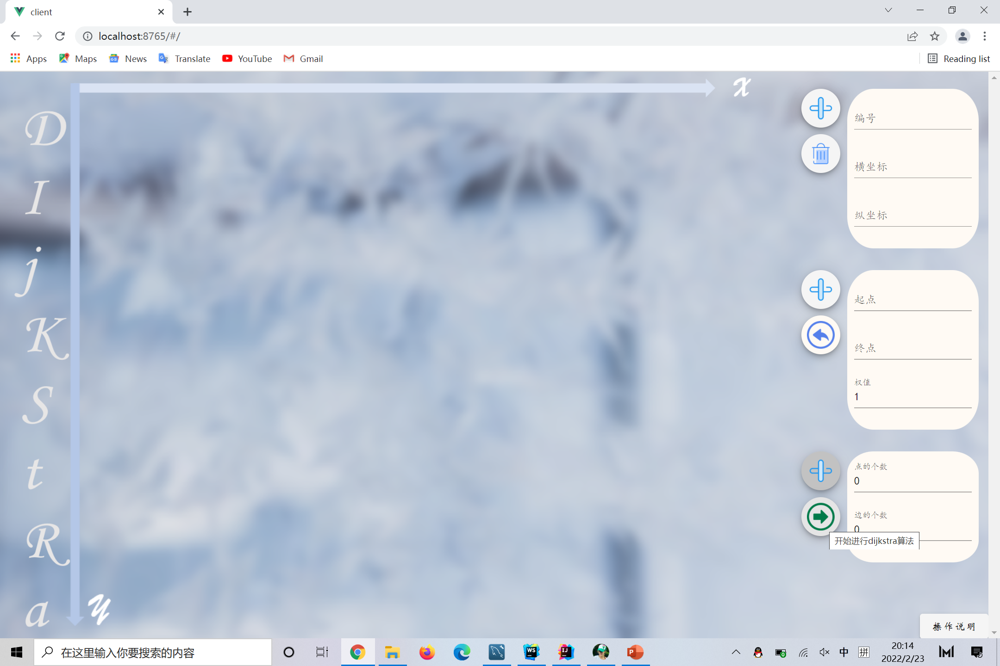 client
localhost:8765/#/
Apps Maps News Translate YouTube Gmail Reading list
x
D
I
j
K
S
t
R
a
y
编号
横坐标
纵坐标
起点
终点
权值
1
点的个数
0
边的个数
0
开始进行dijkstra算法
操作说明
在这里输入你要搜索的内容
WS
IJ
P
中
拼
20:14
2022/2/23